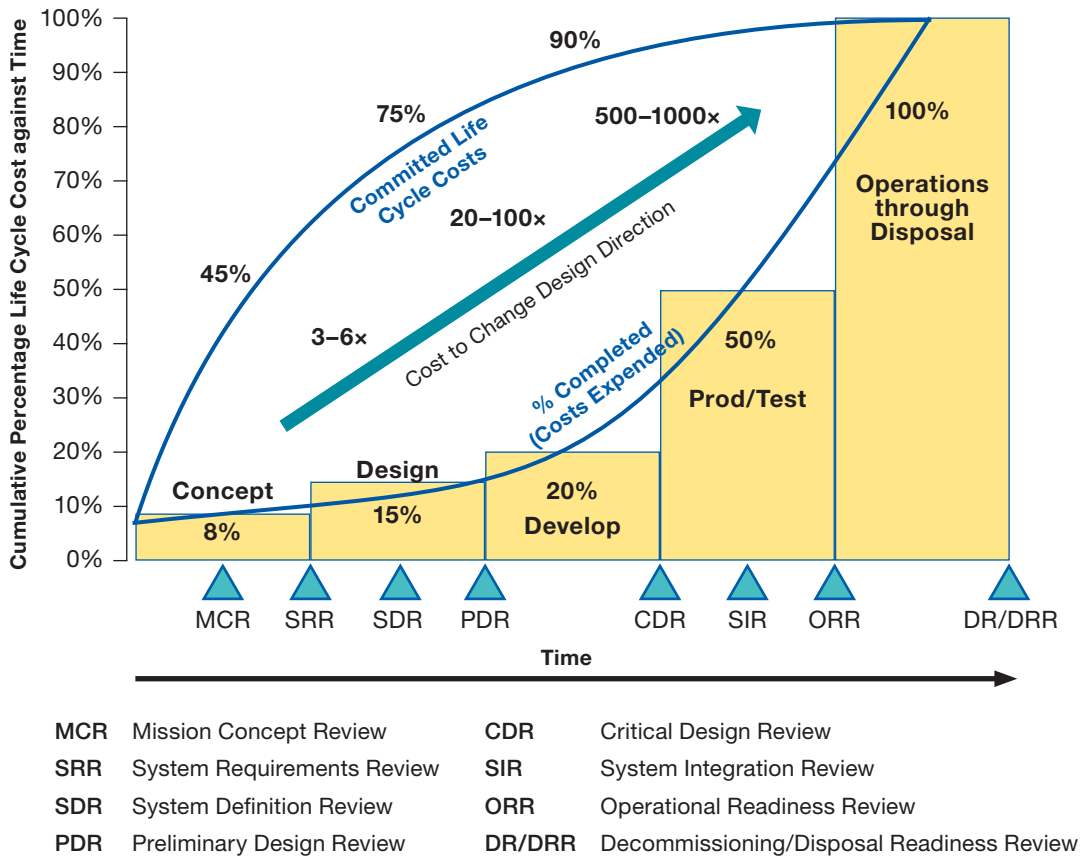 Cumulative Percentage Life Cycle Cost against Time
100%
90%
80%
70%
60%
50%
40%
30%
20%
10%
0%
45%
75%
90%
Committed Life
Cycle Costs
3–6×
20–100×
500–1000×
Cost to Change Design Direction
% Completed
(Costs Expended)
Concept
8%
Design
15%
20%
Develop
50%
Prod/Test
100%
Operations
through
Disposal
MCR
SRR
SDR
PDR
CDR
SIR
ORR
DR/DRR
Time
MCR Mission Concept Review
SRR System Requirements Review
SDR System Definition Review
PDR Preliminary Design Review
CDR Critical Design Review
SIR System Integration Review
ORR Operational Readiness Review
DR/DRR Decommissioning/Disposal Readiness Review